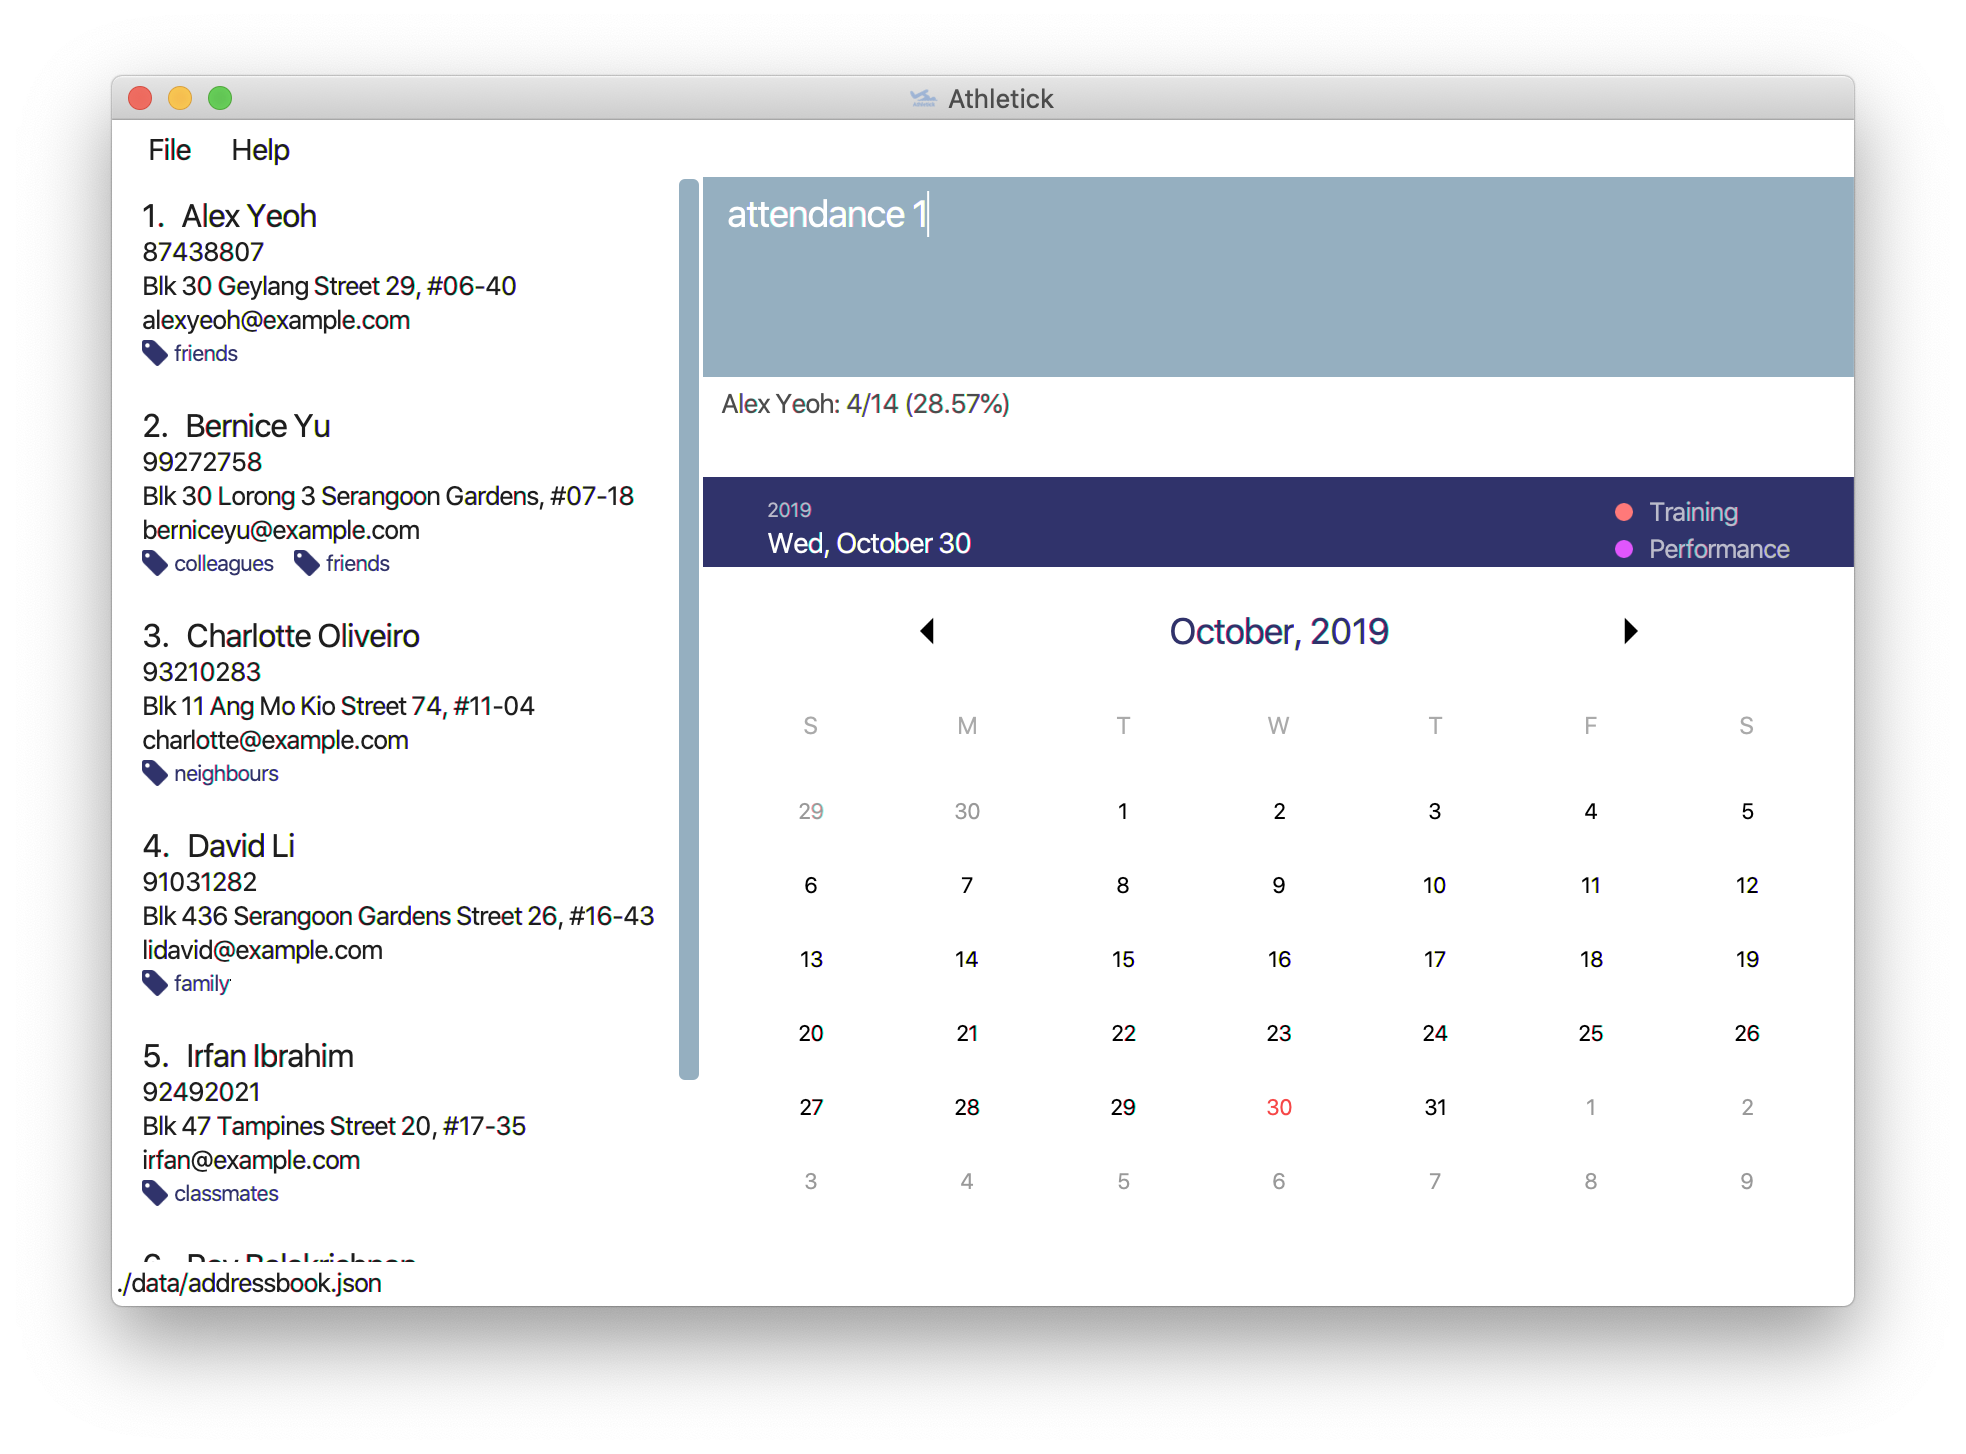 Athletick
File Help
1. Alex Yeoh
87438807
Blk 30 Geylang Street 29, #06-40
alexyeoh@example.com
friends
2. Bernice Yu
99272758
Blk 30 Lorong 3 Serangoon Gardens, #07-18
berniceyu@example.com
colleagues friends
3. Charlotte Oliveiro
93210283
Blk 11 Ang Mo Kio Street 74, #11-04
charlotte@example.com
neighbours
4. David Li
91031282
Blk 436 Serangoon Gardens Street 26, #16-43
lidavid@example.com
family
5. Irfan Ibrahim
92492021
Blk 47 Tampines Street 20, #17-35
irfan@example.com
classmates
./data/addressbook.json
attendance 1
Alex Yeoh: 4/14 (28.57%)
2019
Wed, October 30
Training
Performance
October, 2019
S M T W T F S
29 30 1 2 3 4 5
6 7 8 9 10 11 12
13 14 15 16 17 18 19
20 21 22 23 24 25 26
27 28 29 30 31 1 2
3 4 5 6 7 8 9